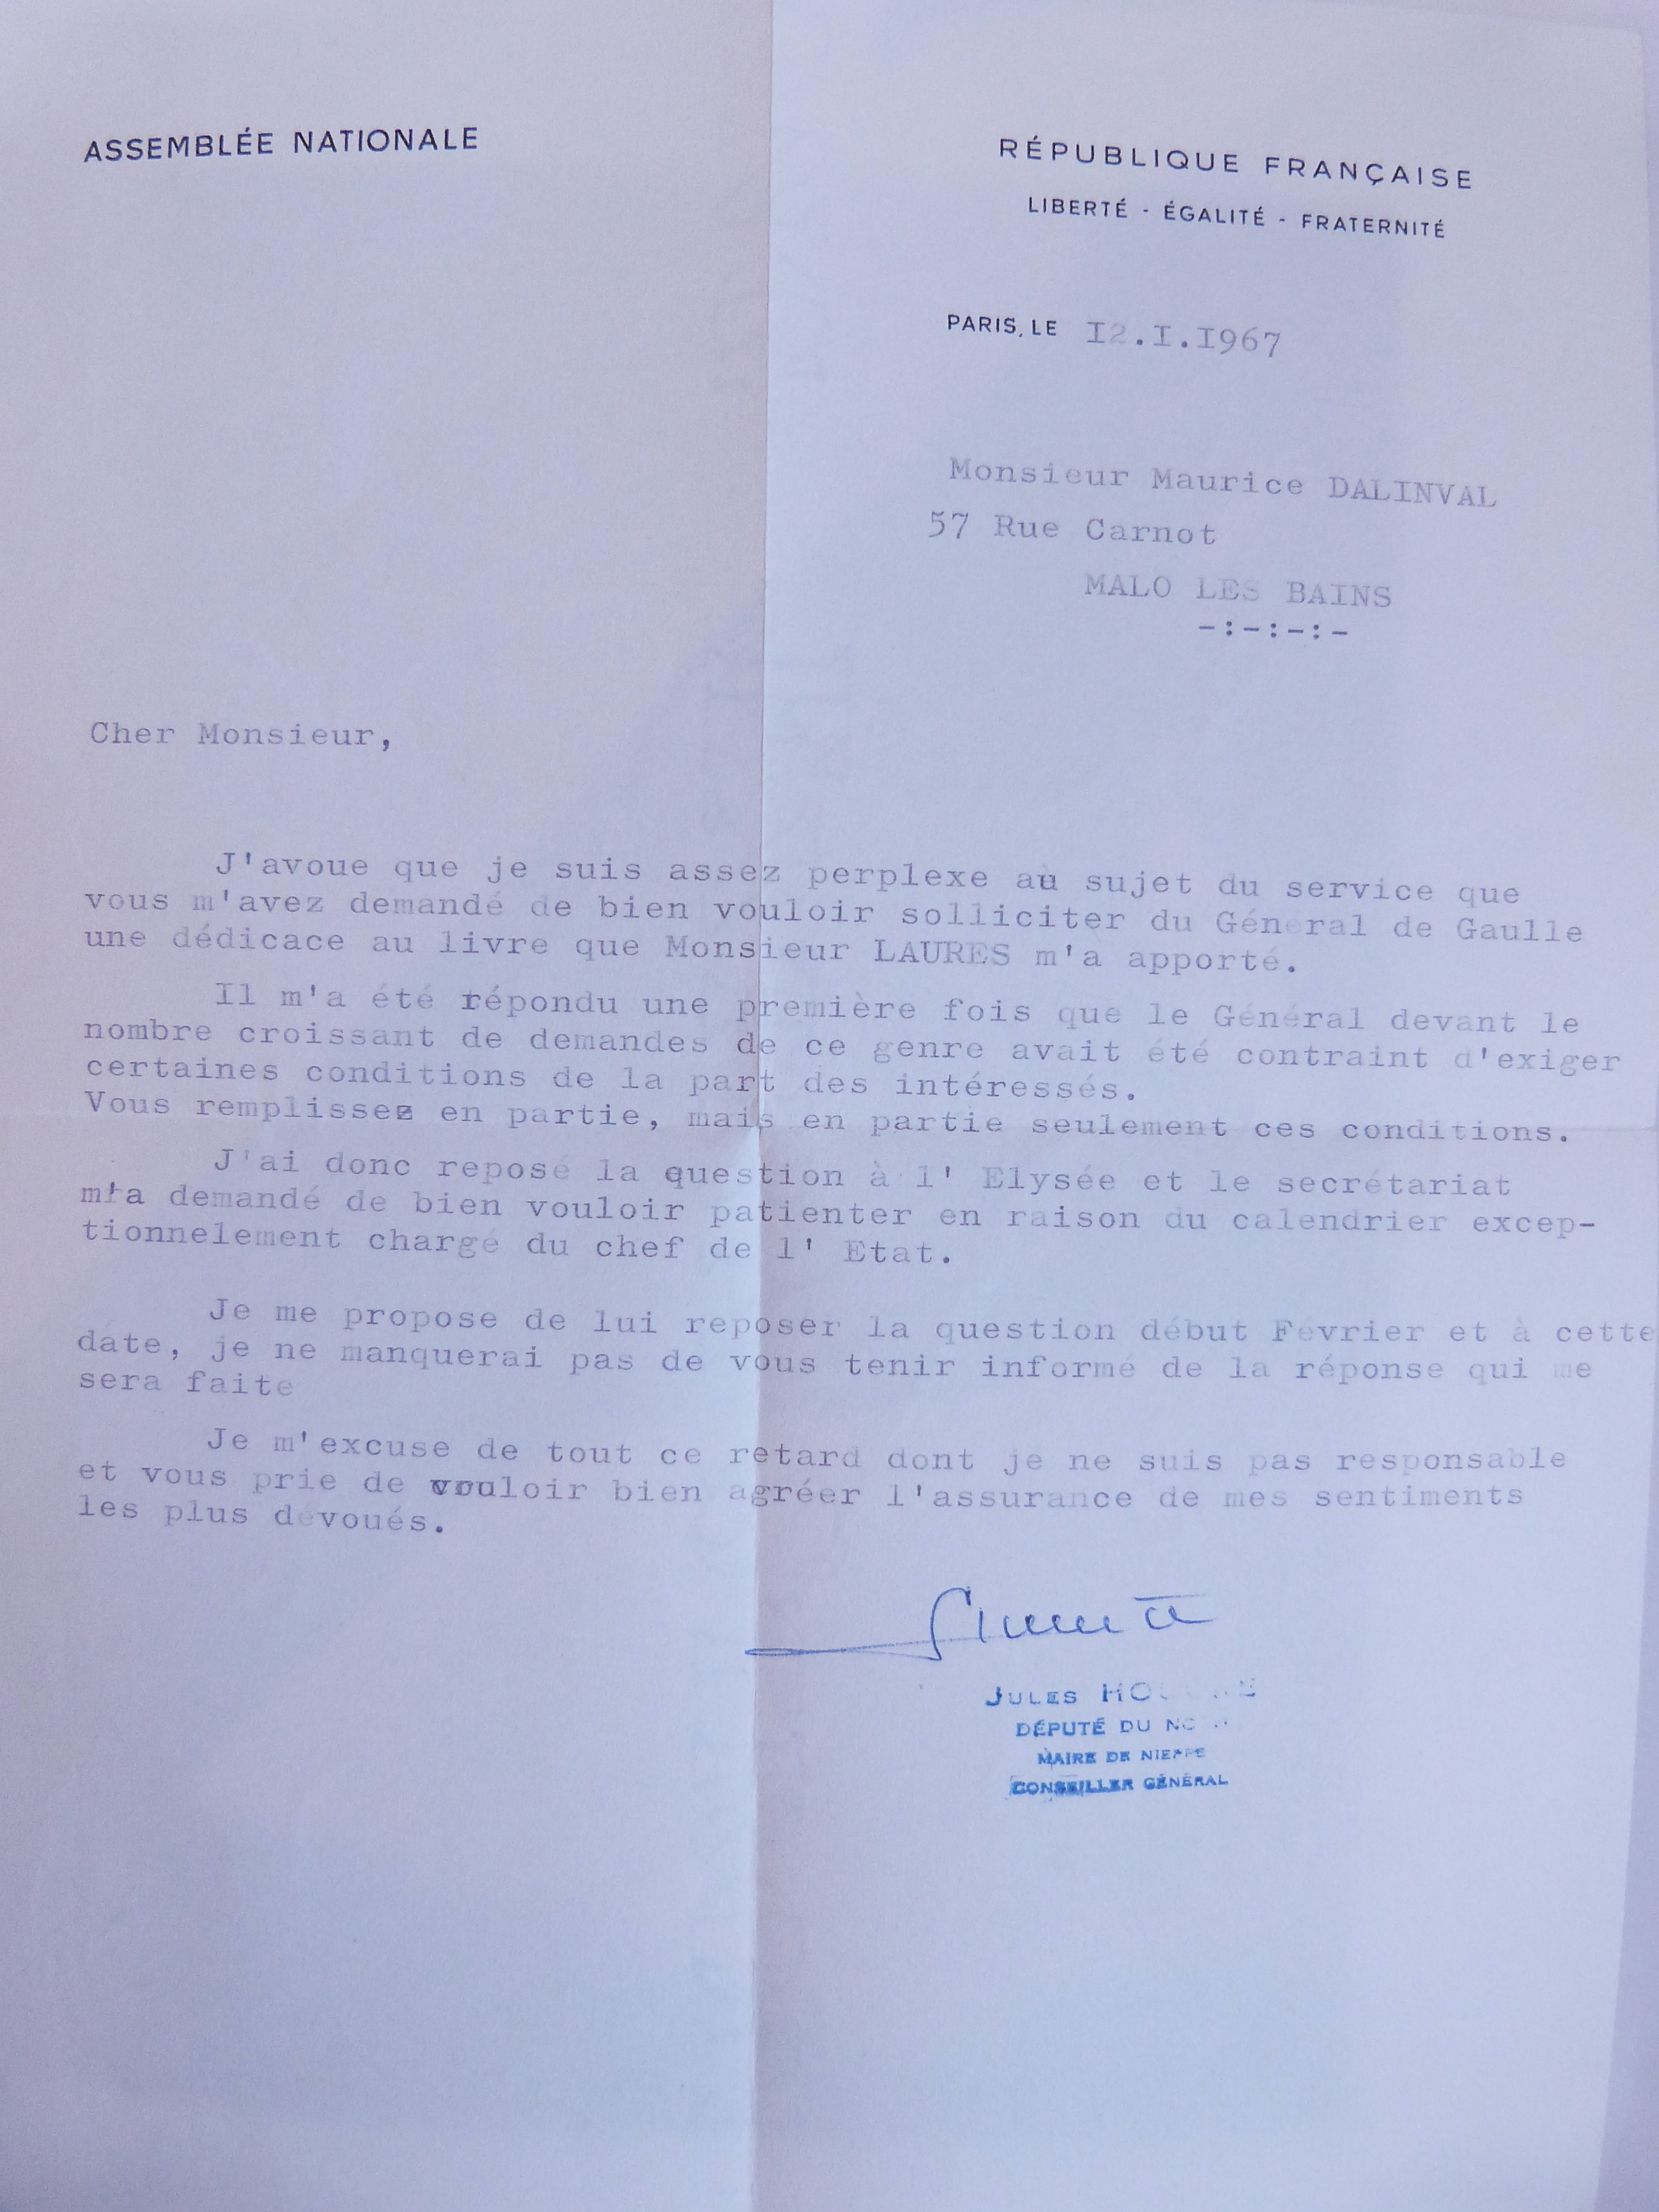 ASSEMBLÉE NATIONALE
RÉPUBLIQUE FRANÇAISE
LIBERTÉ - ÉGALITÉ - FRATERNITÉ
PARIS, LE I2.I.I967
Monsieur Maurice DALINVAL
57 Rue Carnot
MALO LES BAINS
-:-:-:-
Cher Monsieur,
J'avoue que je suis assez perplexe au sujet du service que
vous m'avez demandé de bien vouloir solliciter du Général de Gaulle
une dédicace au livre que Monsieur LAURES m'a apporté.
Il m'a été répondu une première fois que le Général devant le
nombre croissant de demandes de ce genre avait été contraint d'exiger
certaines conditions de la part des intéressés.
Vous remplissez en partie, mais en partie seulement ces conditions.
J'ai donc reposé la question à l' Elysée et le secrétariat
m'a demandé de bien vouloir patienter en raison du calendrier excep-
tionnelement chargé du chef de l' Etat.
Je me propose de lui reposer la question début Février et à cette
date, je ne manquerai pas de vous tenir informé de la réponse qui me
sera faite
Je m'excuse de tout ce retard dont je ne suis pas responsable
et vous prie de vouloir bien agréer l'assurance de mes sentiments
les plus dévoués.
JULES
DÉPUTÉ DU
MAIRE DE NIEPPE
CONSEILLER GÉNÉRAL